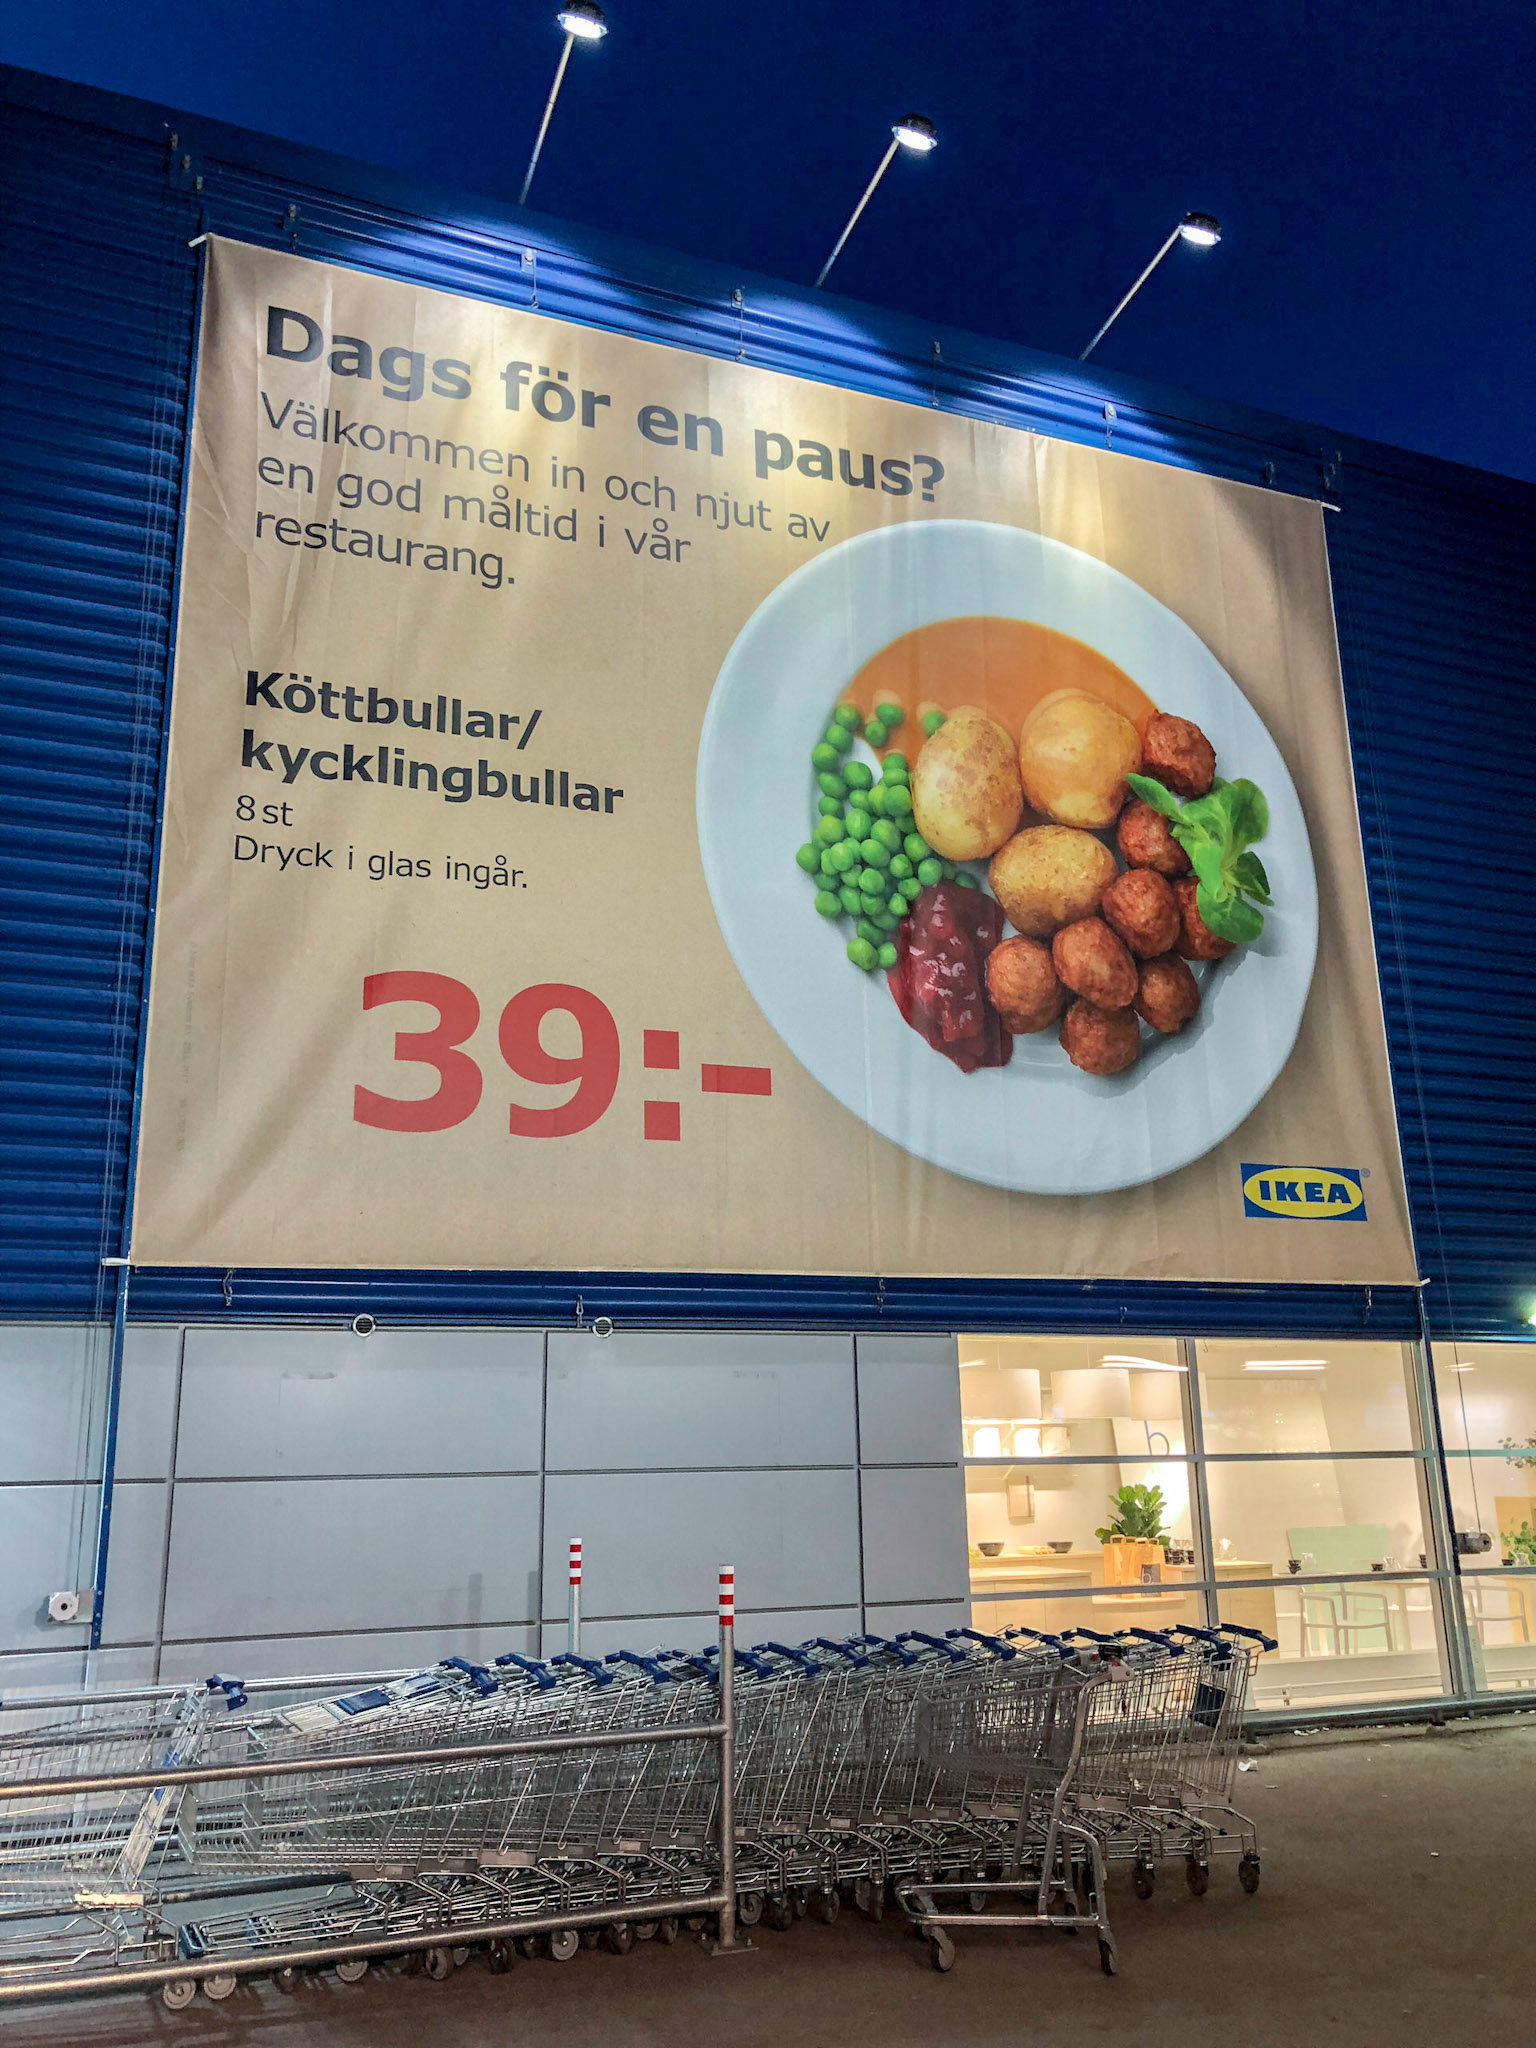 Dags för en paus?
Välkommen in och njut av
en god måltid i vår
restaurang.
Köttbullar/
kycklingbullar
8 st
Dryck i glas ingår.
39:-
IKEA®